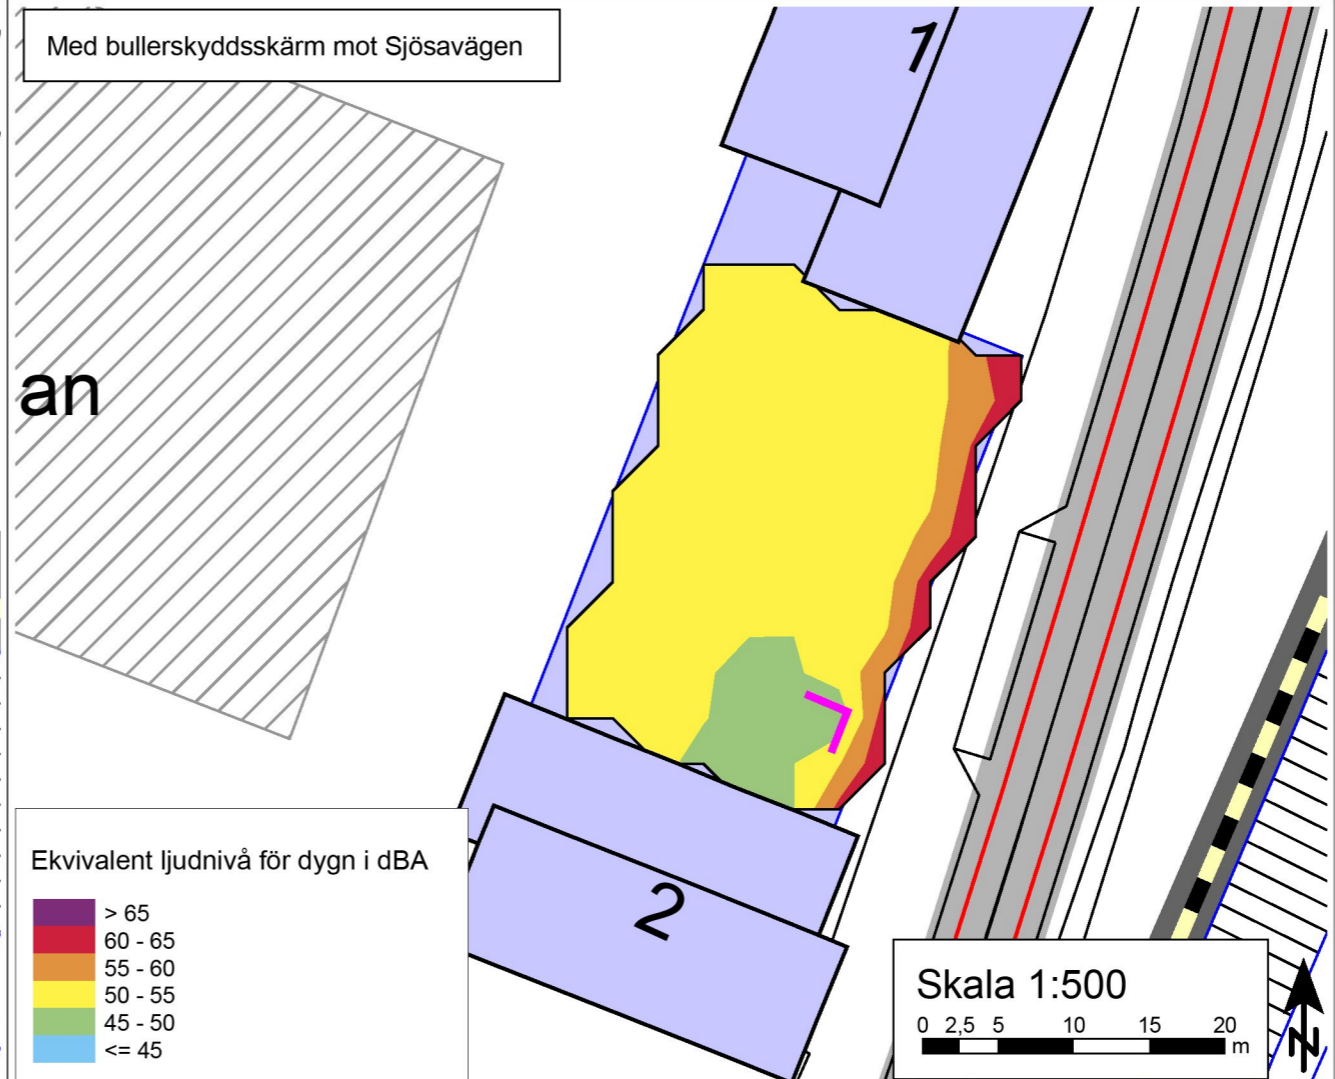 Med bullerskyddsskärm mot Sjösavägen
1
an
2
Ekvivalent ljudnivå för dygn i dBA
> 65
60 - 65
55 - 60
50 - 55
45 - 50
<= 45
Skala 1:500
0 2,5 5 10 15 20
m
N